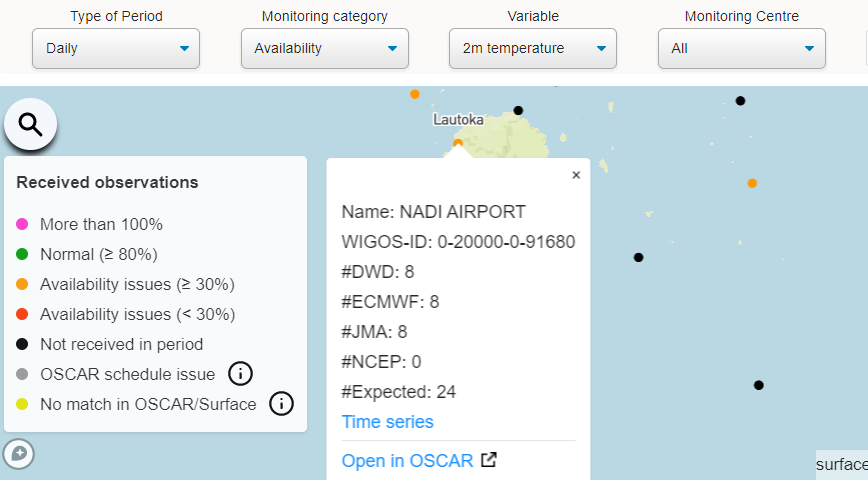 Type of Period
Monitoring category
Variable
Monitoring Centre
Daily
Availability
2m temperature
All
Lautoka
Received observations
More than 100%
Normal (≥ 80%)
Availability issues (≥ 30%)
Availability issues (< 30%)
Not received in period
OSCAR schedule issue
No match in OSCAR/Surface
×
Name: NADI AIRPORT
WIGOS-ID: 0-20000-0-91680
#DWD: 8
#ECMWF: 8
#JMA: 8
#NCEP: 0
#Expected: 24
Time series
Open in OSCAR
surface